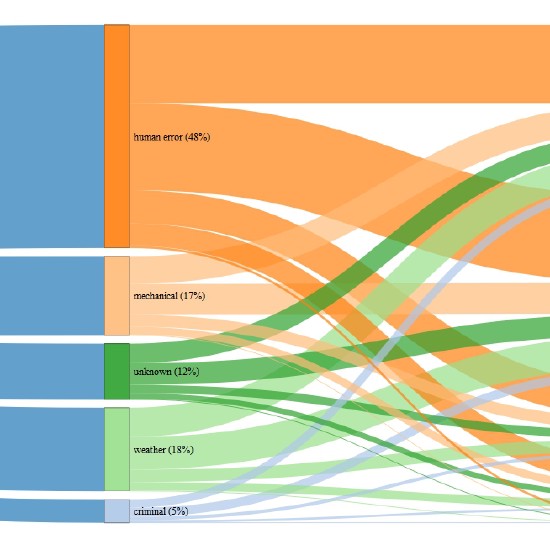 human error (48%)
mechanical (17%)
unknown (12%)
weather (18%)
criminal (5%)